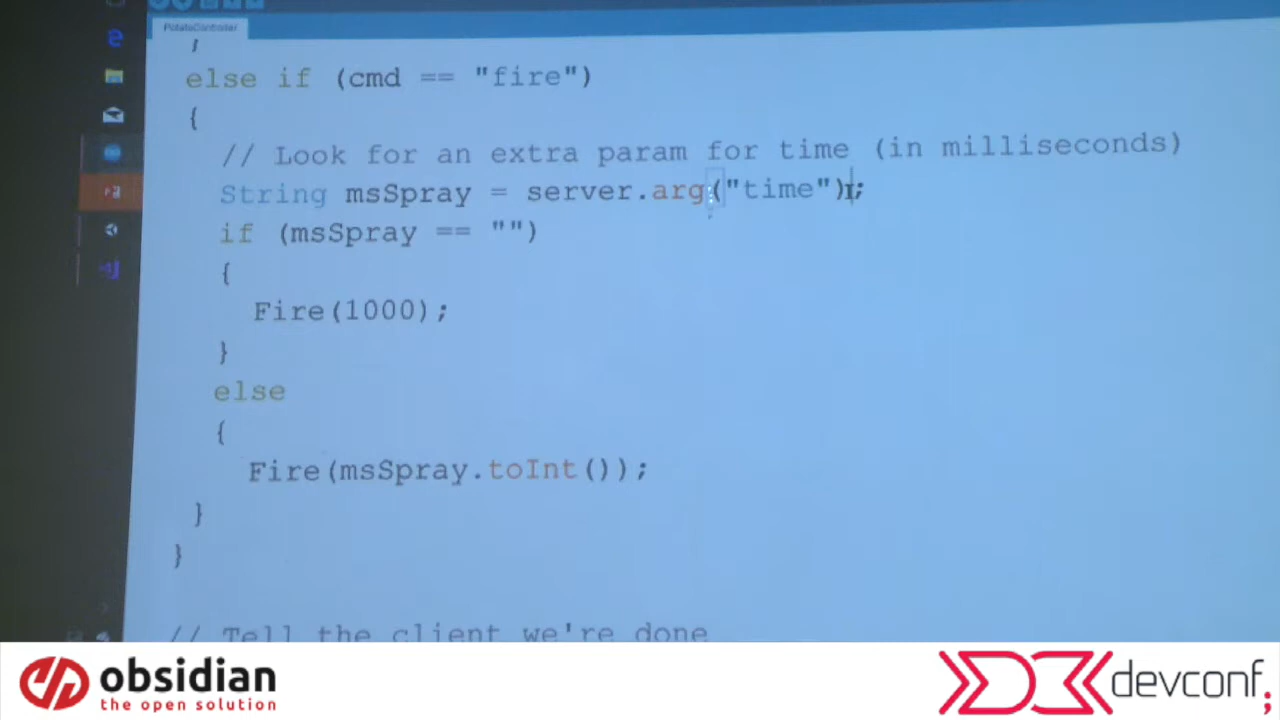 PotatoController
}
else if (cmd == "fire")
{
// Look for an extra param for time (in milliseconds)
String msSpray = server.arg("time");
if (msSpray == "")
{
Fire(1000);
}
else
{
Fire(msSpray.toInt());
}
}
// Tell the client we're done
obsidian
the open solution
devconf;